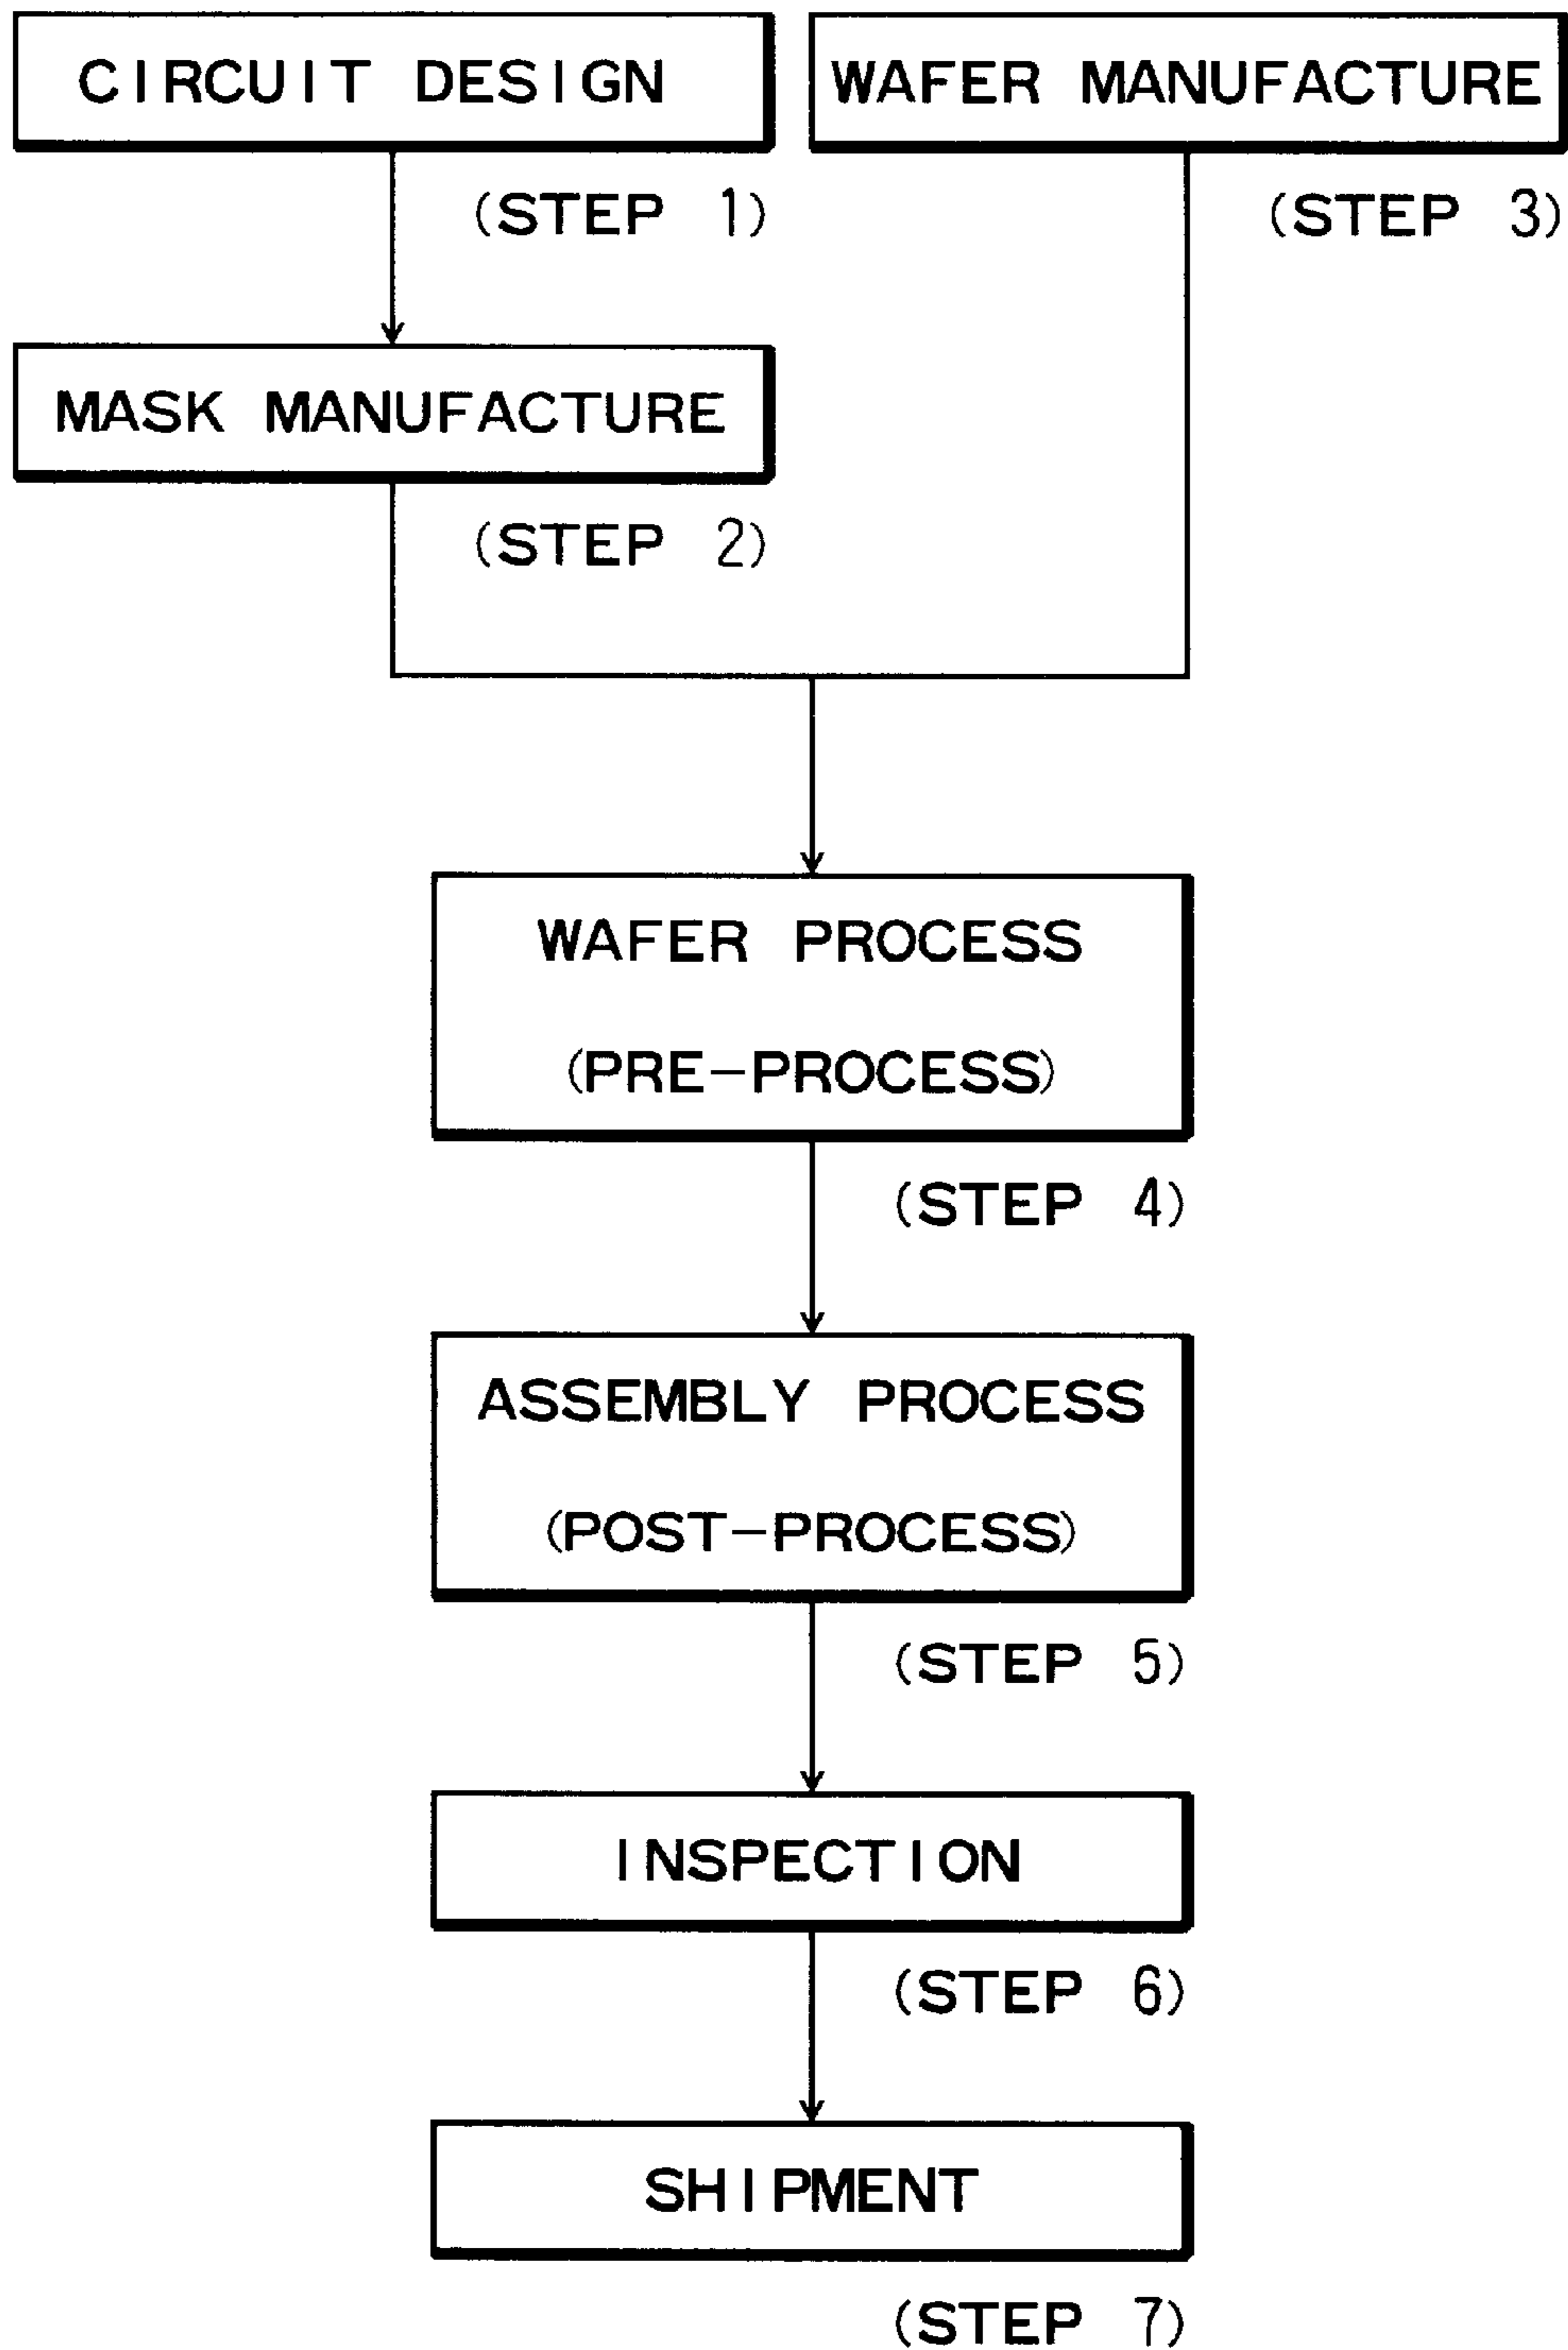 CIRCUIT DESIGN
WAFER MANUFACTURE
(STEP 1)
(STEP 3)
MASK MANUFACTURE
(STEP 2)
WAFER PROCESS
(PRE-PROCESS)
(STEP 4)
ASSEMBLY PROCESS
(POST-PROCESS)
(STEP 5)
INSPECTION
(STEP 6)
SHIPMENT
(STEP 7)